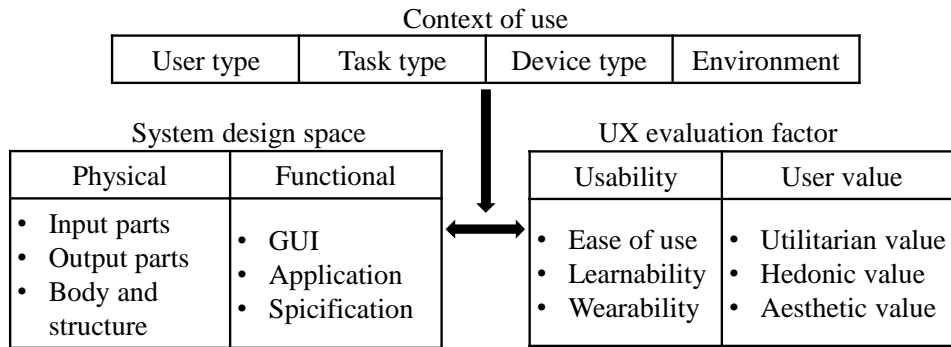 Context of use
User type Task type Device type Environment
System design space
UX evaluation factor
Physical Functional
• Input parts
• Output parts
• Body and
structure
• GUI
• Application
• Spicification
Usability User value
• Ease of use
• Learnability
• Wearability
• Utilitarian value
• Hedonic value
• Aesthetic value